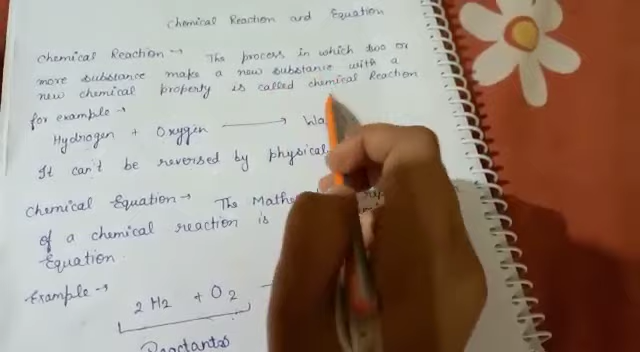 Chemical Reaction and Equation
Chemical Reaction → The process in which two or
more substance make a new substance with a
new chemical property is called chemical Reaction
for example →
Hydrogen + Oxygen ⟶
It can't be reversed by physical
Chemical Equation → The
of a chemical reaction is
Equation.
Example →
2 H2 + O2
Reactants